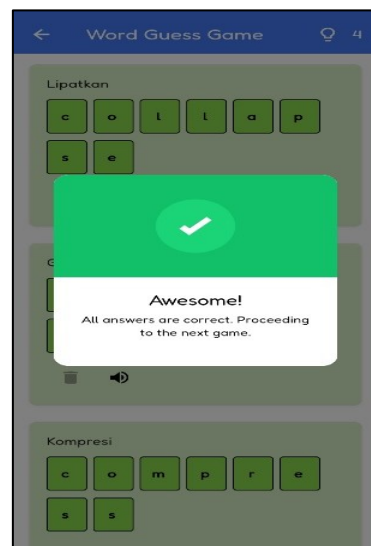 Word Guess Game 4
Lipatkan
c o l l a p
s e
Awesome!
All answers are correct. Proceeding
to the next game.
Kompresi
c o m p r e
s s